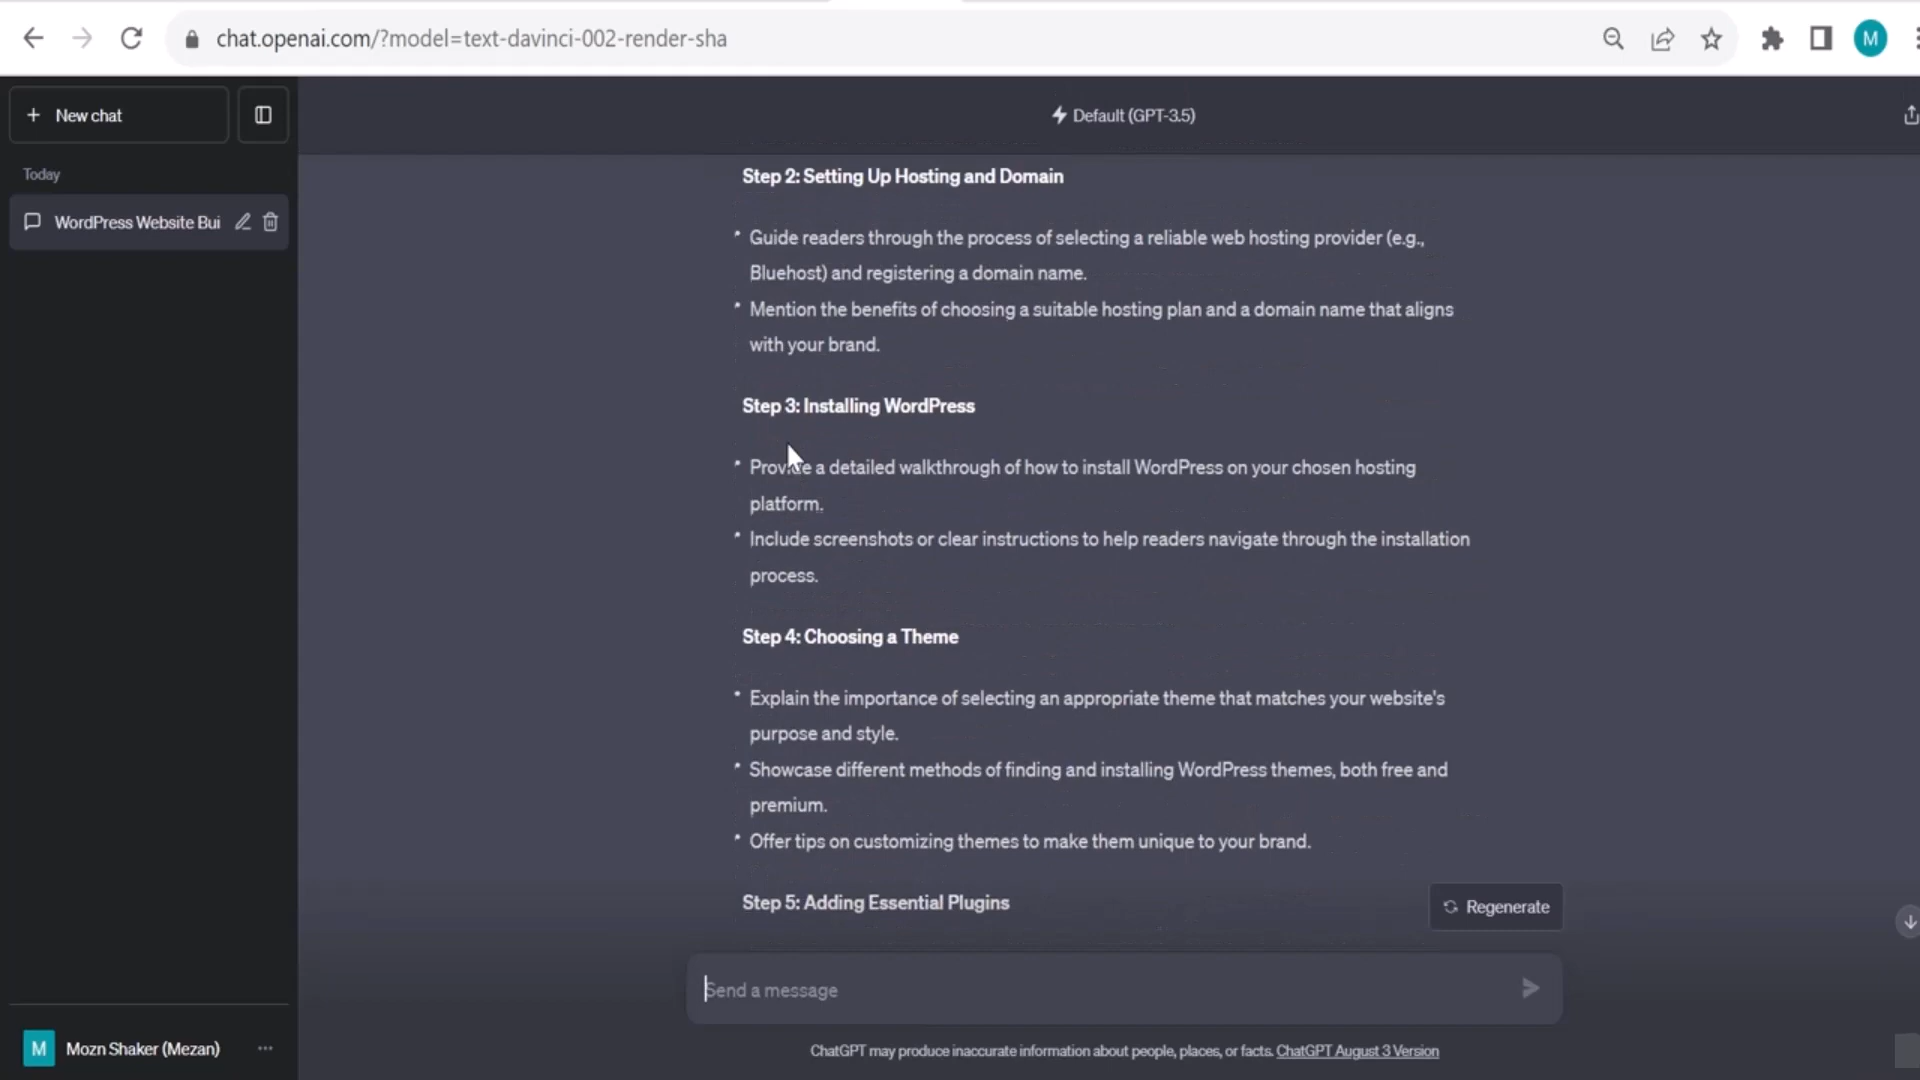 chat.openai.com/?model=text-davinci-002-render-sha
M
New chat
Default (GPT-3.5)
Today
WordPress Website Bui
Step 2: Setting Up Hosting and Domain
Guide readers through the process of selecting a reliable web hosting provider (e.g.,
Bluehost) and registering a domain name.
Mention the benefits of choosing a suitable hosting plan and a domain name that aligns
with your brand.
Step 3: Installing WordPress
Provide a detailed walkthrough of how to install WordPress on your chosen hosting
platform.
Include screenshots or clear instructions to help readers navigate through the installation
process.
Step 4: Choosing a Theme
Explain the importance of selecting an appropriate theme that matches your website's
purpose and style.
Showcase different methods of finding and installing WordPress themes, both free and
premium.
Offer tips on customizing themes to make them unique to your brand.
Step 5: Adding Essential Plugins
Regenerate
Send a message
M
Mozn Shaker (Mezan)
ChatGPT may produce inaccurate information about people, places, or facts. ChatGPT August 3 Version